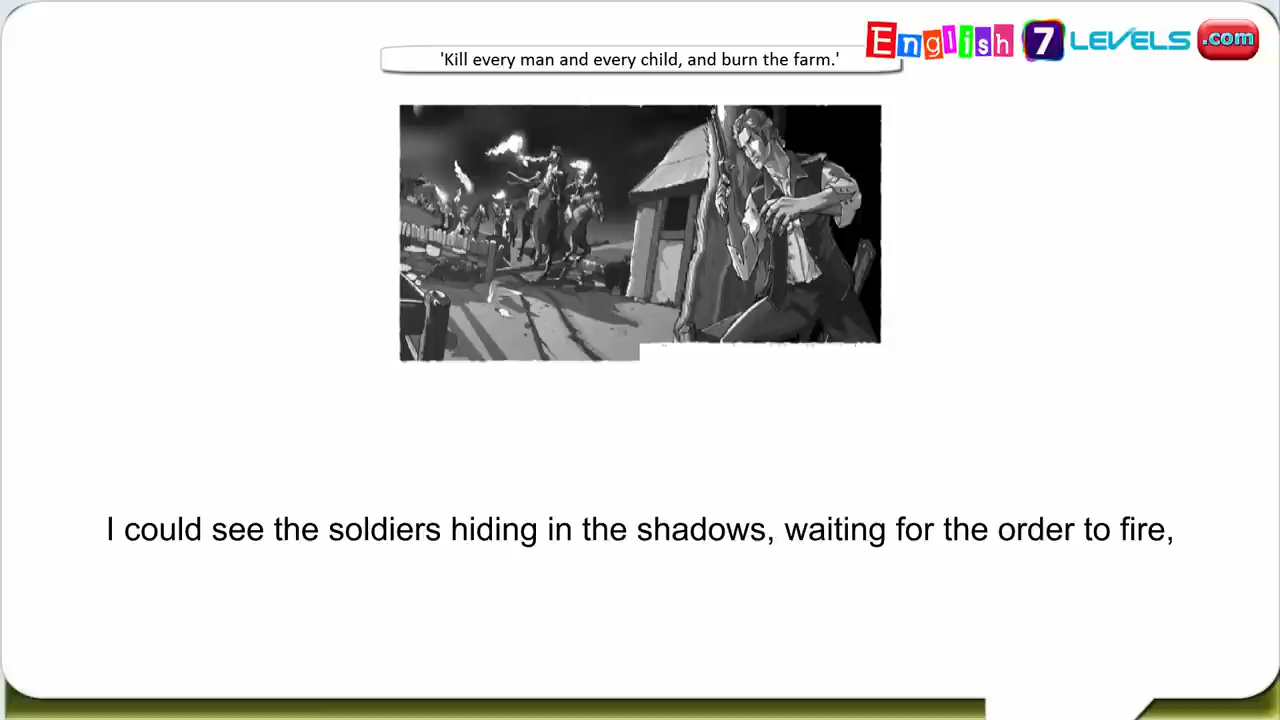 English 7 LEVELS .com
'Kill every man and every child, and burn the farm.'
I could see the soldiers hiding in the shadows, waiting for the order to fire,